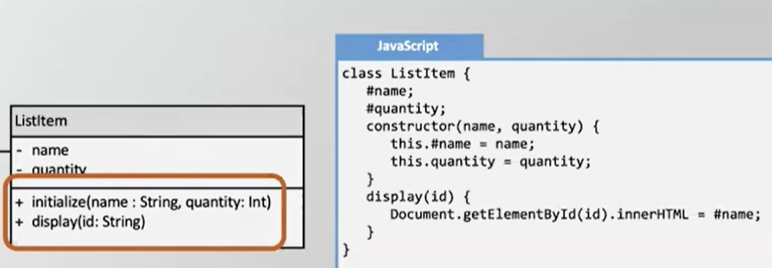 ListItem
- name
- quantity
+ initialize(name : String, quantity: Int)
+ display(id: String)
JavaScript
class ListItem {
#name;
#quantity;
constructor(name, quantity) {
this.#name = name;
this.quantity = quantity;
}
display(id) {
Document.getElementById(id).innerHTML = #name;
}
}